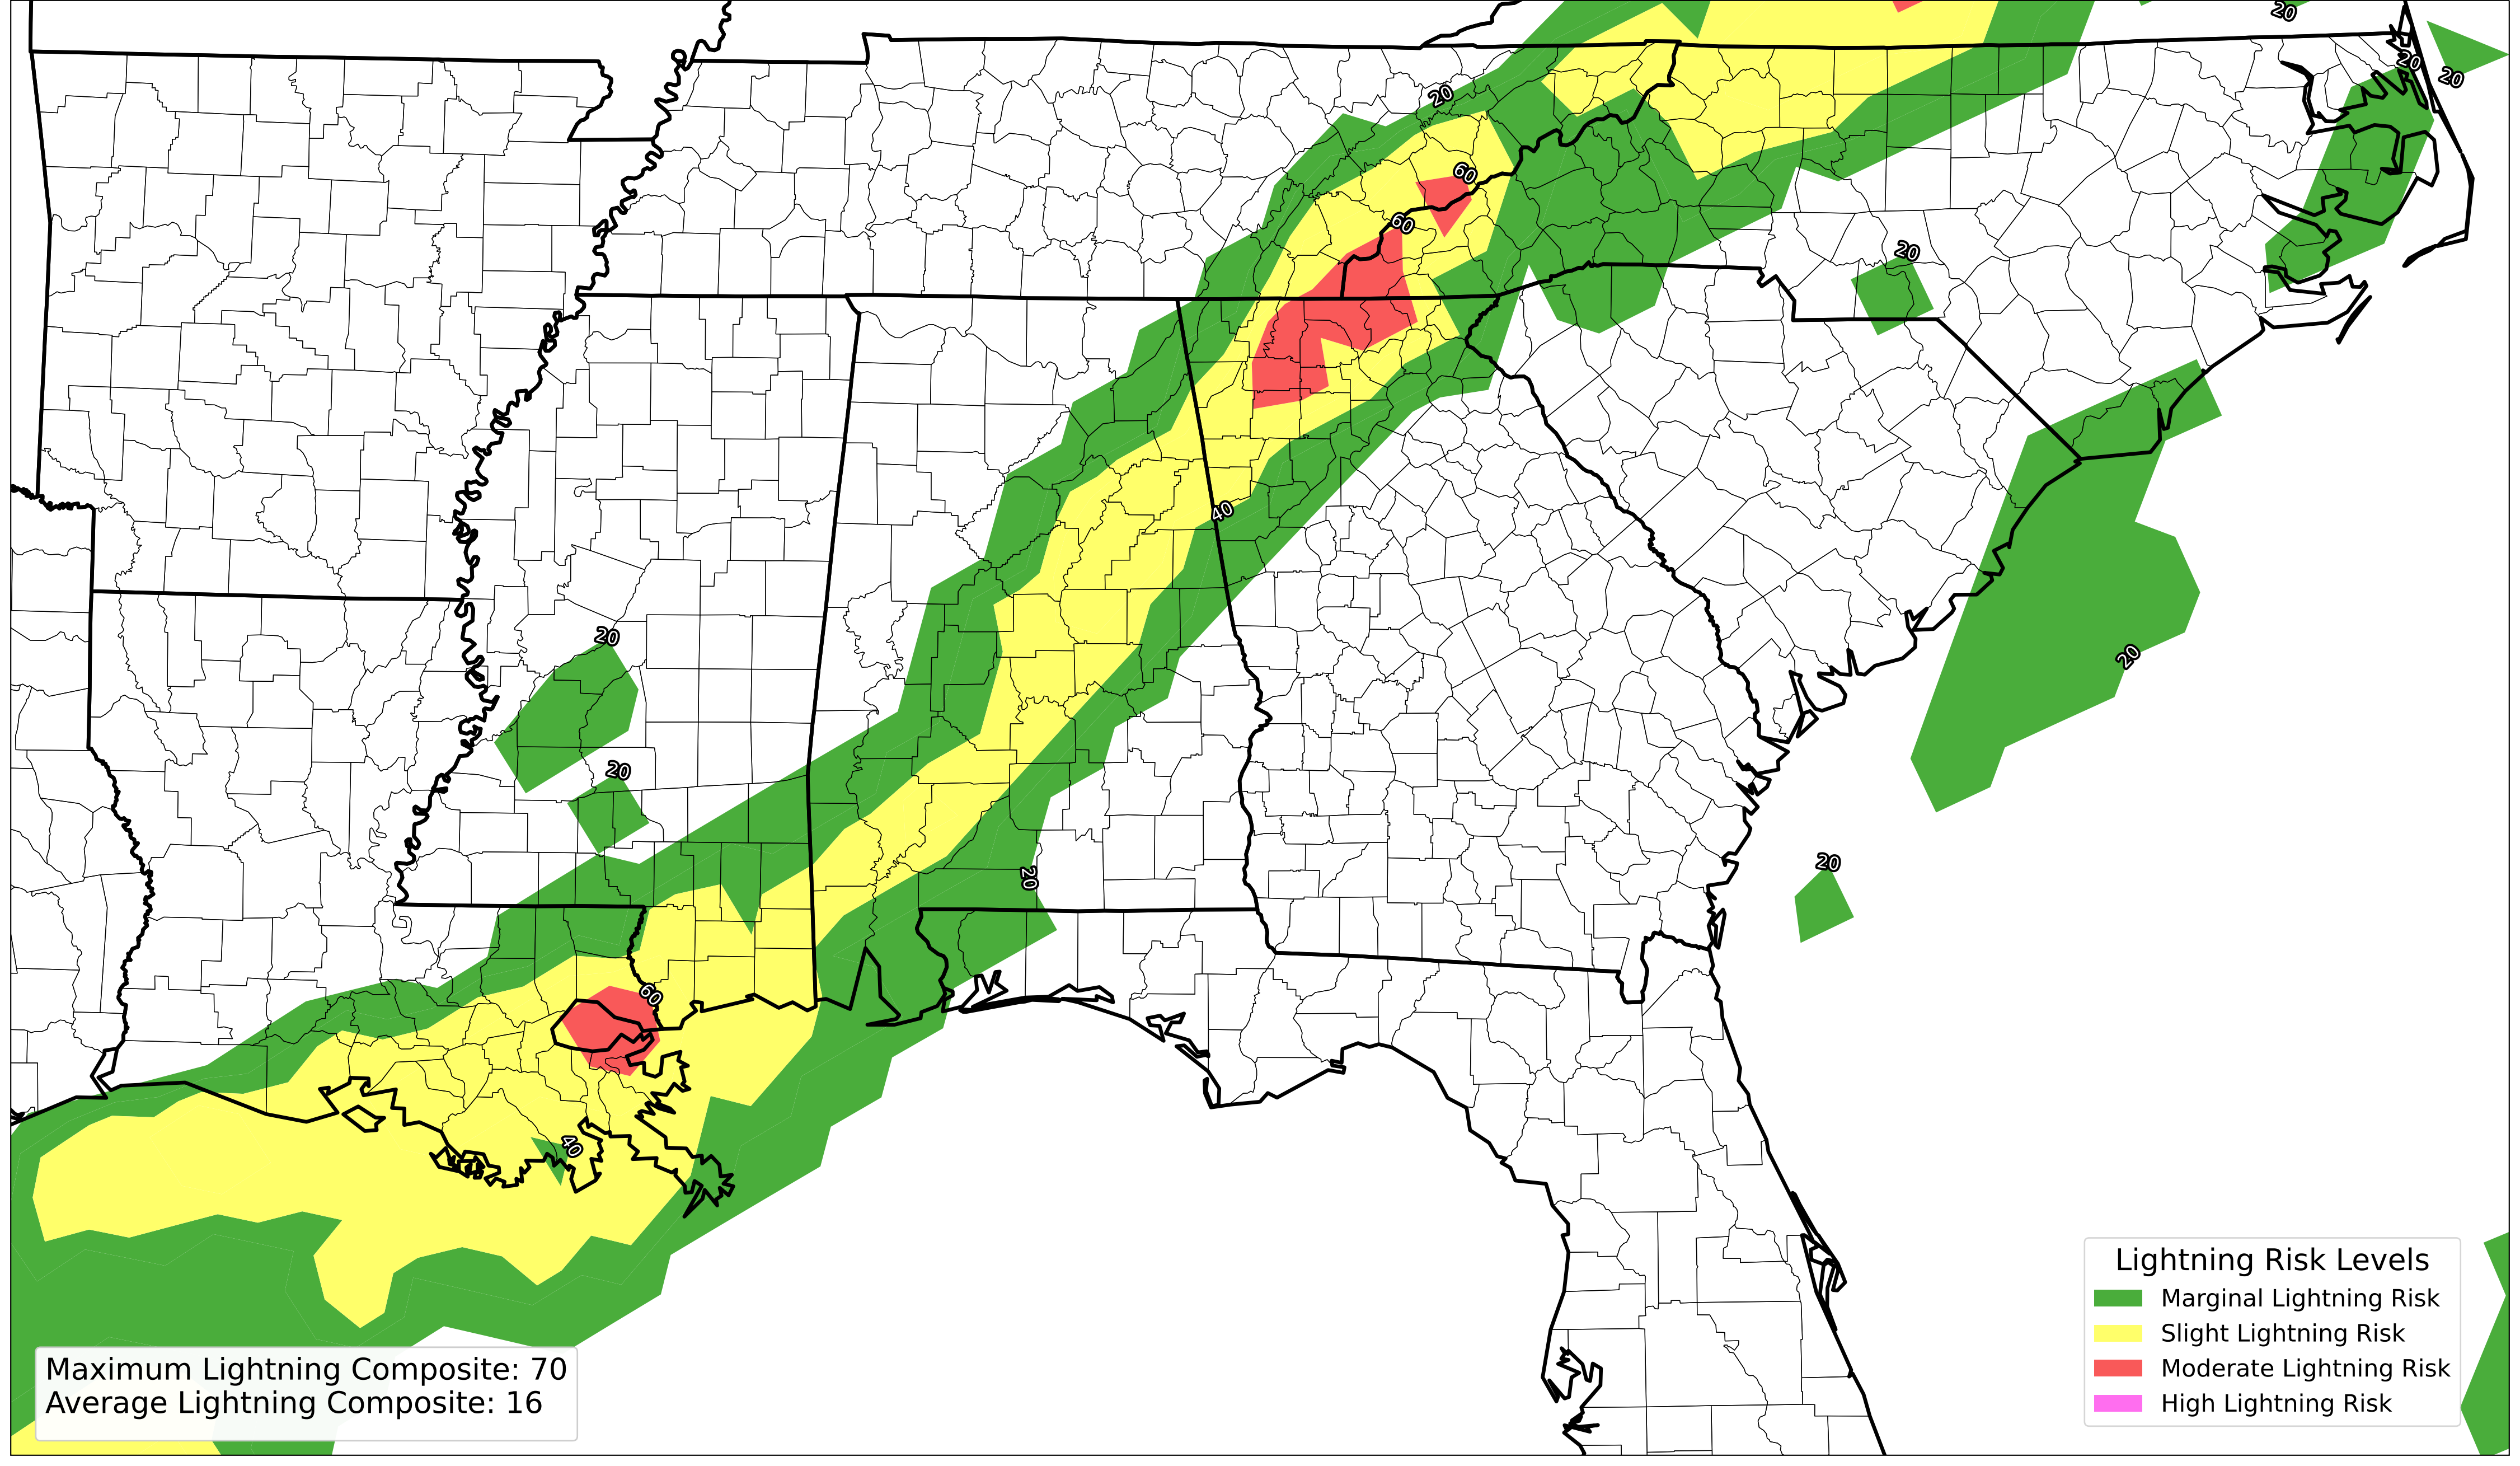 20
20
20
20
60
60
20
40
20
20
20
20
20
60
40
Lightning Risk Levels
Marginal Lightning Risk
Slight Lightning Risk
Moderate Lightning Risk
High Lightning Risk
Maximum Lightning Composite: 70
Average Lightning Composite: 16